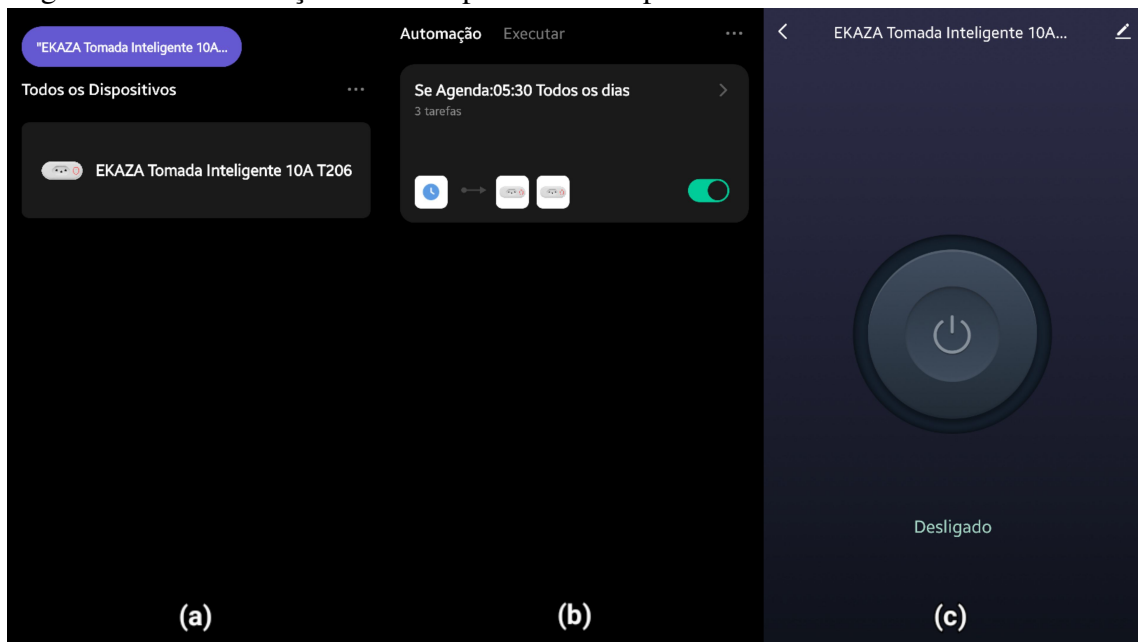 "EKAZA Tomada Inteligente 10A...
Todos os Dispositivos
EKAZA Tomada Inteligente 10A T206
(a)
Automação Executar
Se Agenda:05:30 Todos os dias
3 tarefas
(b)
EKAZA Tomada Inteligente 10A...
Desligado
(c)